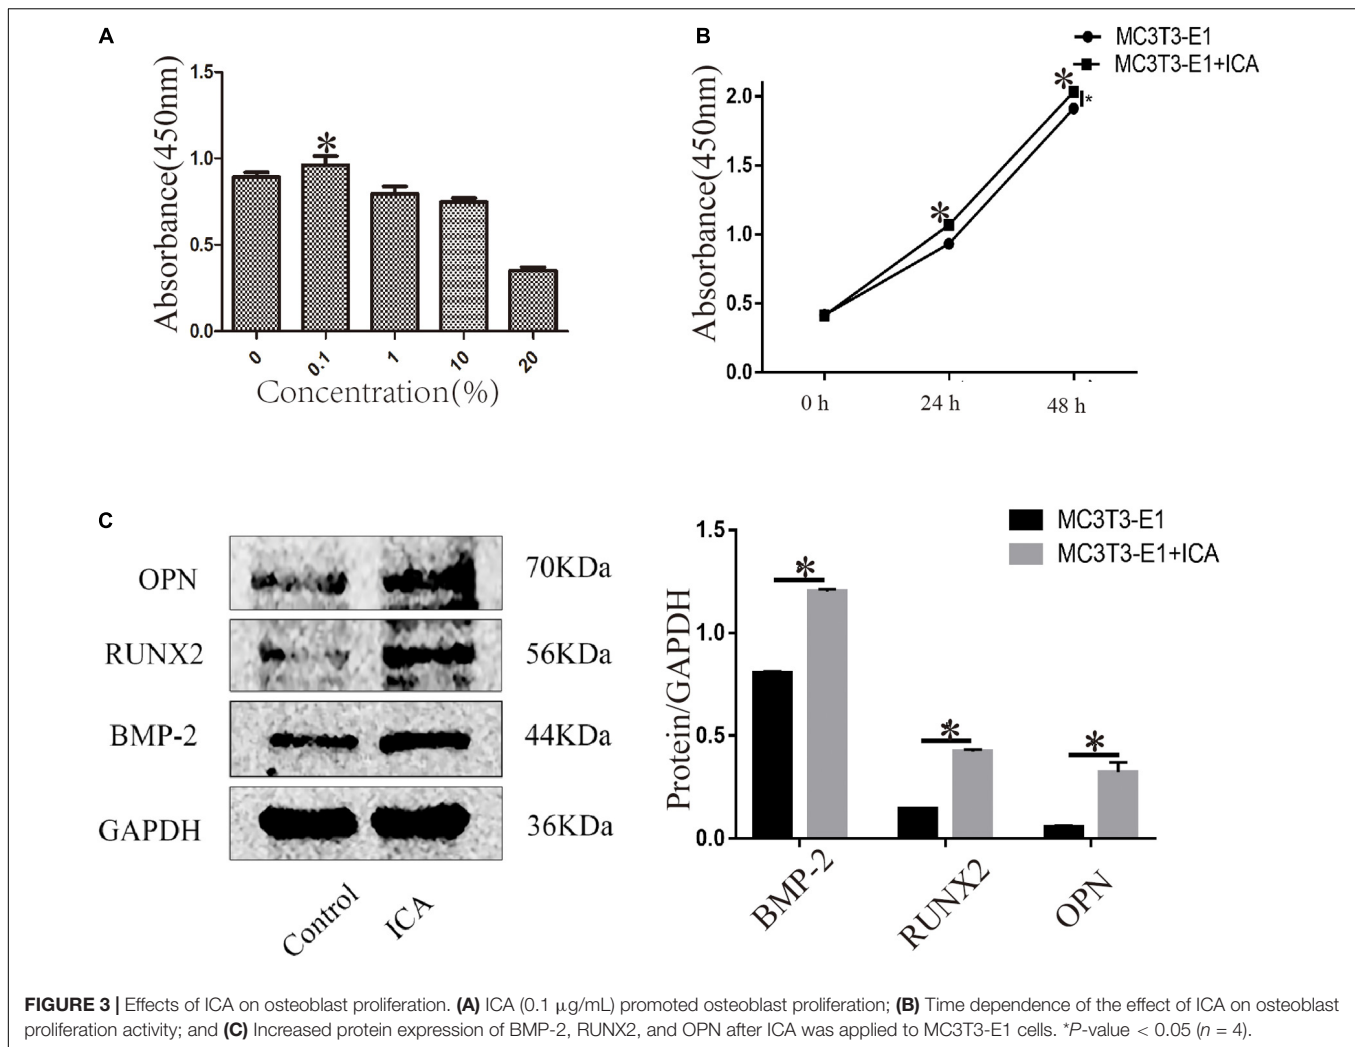 A
Absorbance(450nm)
1.5
1.0
0.5
0.0
*
0
0.1
1
10
20
Concentration(%)
B
MC3T3-E1
MC3T3-E1+ICA
Absorbance(450nm)
2.0
1.5
1.0
0.5
0.0
*
*
*
0 h
24 h
48 h
C
OPN
70KDa
RUNX2
56KDa
BMP-2
44KDa
GAPDH
36KDa
Control
ICA
MC3T3-E1
MC3T3-E1+ICA
Protein/GAPDH
1.5
1.0
0.5
0.0
*
*
*
BMP-2
RUNX2
OPN
FIGURE 3 | Effects of ICA on osteoblast proliferation. (A) ICA (0.1 μg/mL) promoted osteoblast proliferation; (B) Time dependence of the effect of ICA on osteoblast
proliferation activity; and (C) Increased protein expression of BMP-2, RUNX2, and OPN after ICA was applied to MC3T3-E1 cells. *P-value < 0.05 (n = 4).